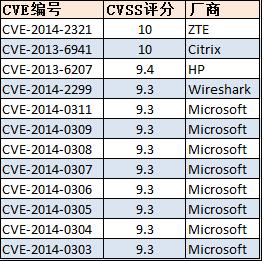 CVE编号 CVSS评分 厂商
CVE-2014-2321 10 ZTE
CVE-2013-6941 10 Citrix
CVE-2013-6207 9.4 HP
CVE-2014-2299 9.3 Wireshark
CVE-2014-0311 9.3 Microsoft
CVE-2014-0309 9.3 Microsoft
CVE-2014-0308 9.3 Microsoft
CVE-2014-0307 9.3 Microsoft
CVE-2014-0306 9.3 Microsoft
CVE-2014-0305 9.3 Microsoft
CVE-2014-0304 9.3 Microsoft
CVE-2014-0303 9.3 Microsoft